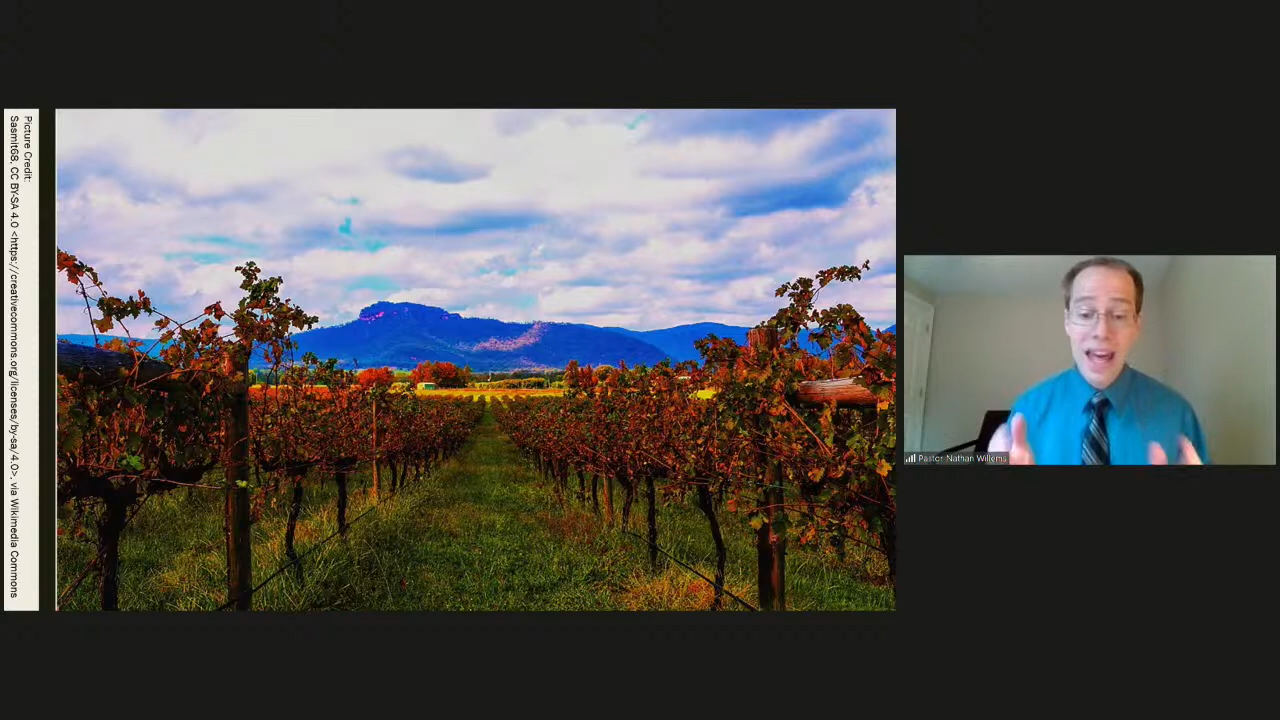 Picture Credit:
Sasmit68, CC BY-SA 4.0 <https://creativecommons.org/licenses/by-sa/4.0>, via Wikimedia Commons
Pastor Nathan Willems